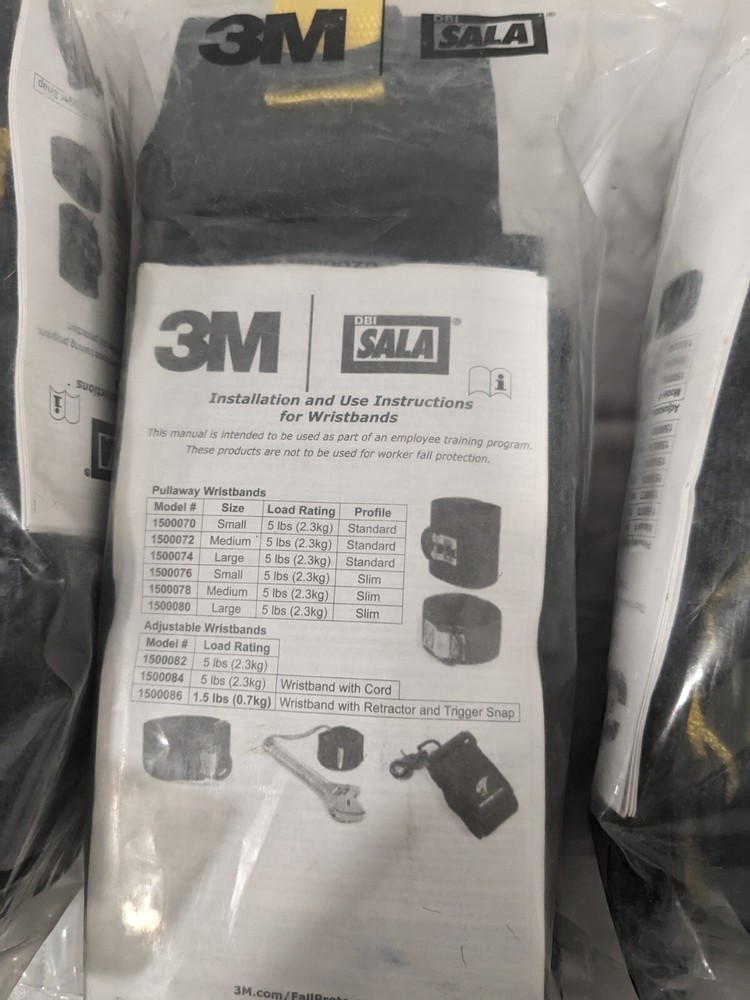 3M DBI SALA®
3M DBI SALA®
Installation and Use Instructions
for Wristbands
This manual is intended to be used as part of an employee training program.
These products are not to be used for worker fall protection.
Pullaway Wristbands
Model # Size Load Rating Profile
1500070 Small 5 lbs (2.3kg) Standard
1500072 Medium 5 lbs (2.3kg) Standard
1500074 Large 5 lbs (2.3kg) Standard
1500076 Small 5 lbs (2.3kg) Slim
1500078 Medium 5 lbs (2.3kg) Slim
1500080 Large 5 lbs (2.3kg) Slim
Adjustable Wristbands
Model # Load Rating
1500082 5 lbs (2.3kg)
1500084 5 lbs (2.3kg) Wristband with Cord
1500086 1.5 lbs (0.7kg) Wristband with Retractor and Trigger Snap